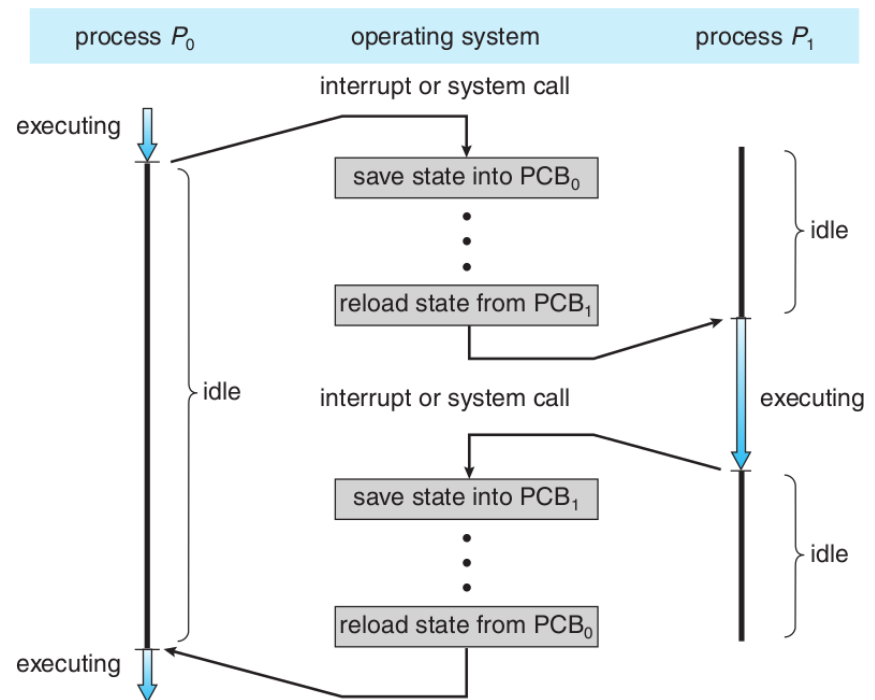 process P₀ operating system process P₁
interrupt or system call
executing
save state into PCB₀
idle
reload state from PCB₁
idle
interrupt or system call
executing
save state into PCB₁
idle
reload state from PCB₀
executing